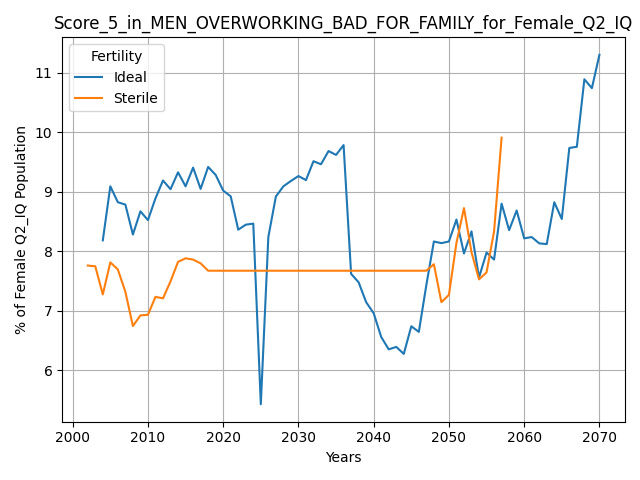 Score_5_in_MEN_OVERWORKING_BAD_FOR_FAMILY_for_Female_Q2_IQ
Fertility
Ideal
Sterile
% of Female Q2_IQ Population
11
10
9
8
7
6
2000 2010 2020 2030 2040 2050 2060 2070
Years